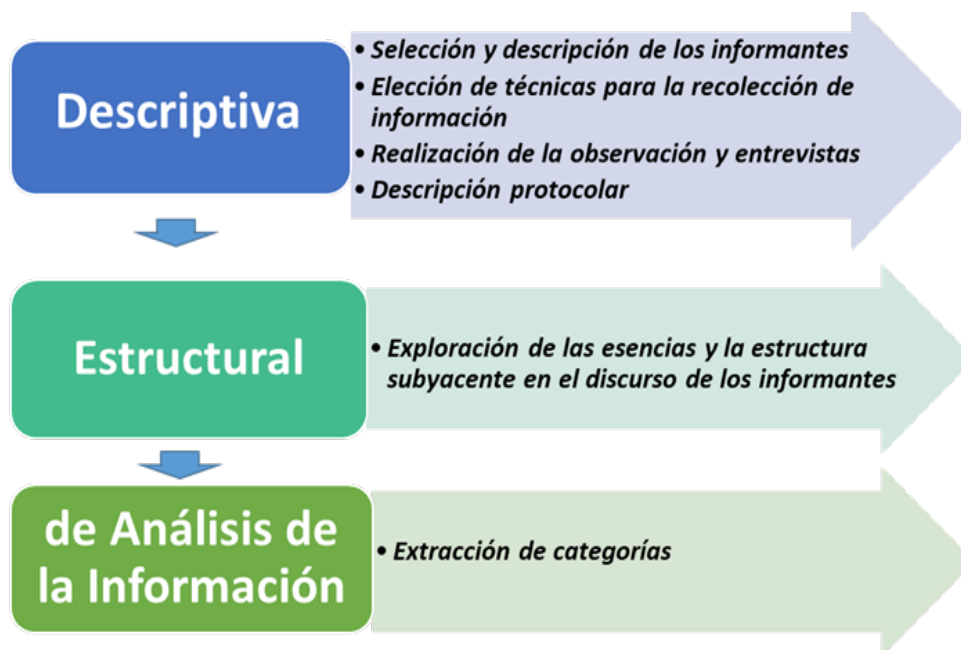 Descriptiva
• Selección y descripción de los informantes
• Elección de técnicas para la recolección de
información
• Realización de la observación y entrevistas
• Descripción protocolar
Estructural
• Exploración de las esencias y la estructura
subyacente en el discurso de los informantes
de Análisis de
la Información
• Extracción de categorías